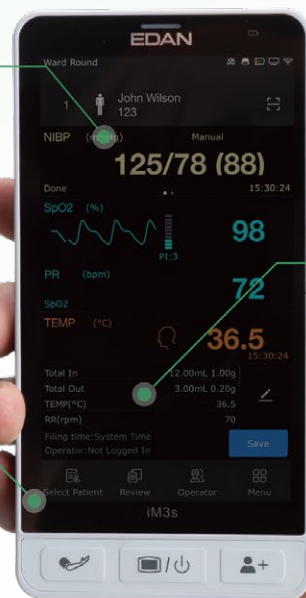 EDAN
Ward Round
1 John Wilson
123
NIBP (mmHg) Manual
125/78 (88)
Done 15:30:24
SpO2 (%)
98
PI:3
PR (bpm)
72
SpO2
TEMP (°C)
36.5
15:30:24
Total In 12.00mL 1.00g
Total Out 3.00mL 0.20g
TEMP(°C) 36.5
RR(rpm) 70
Filing time:System Time
Operator:Not Logged In
Save
Select Patient Review Operator Menu
iM3s